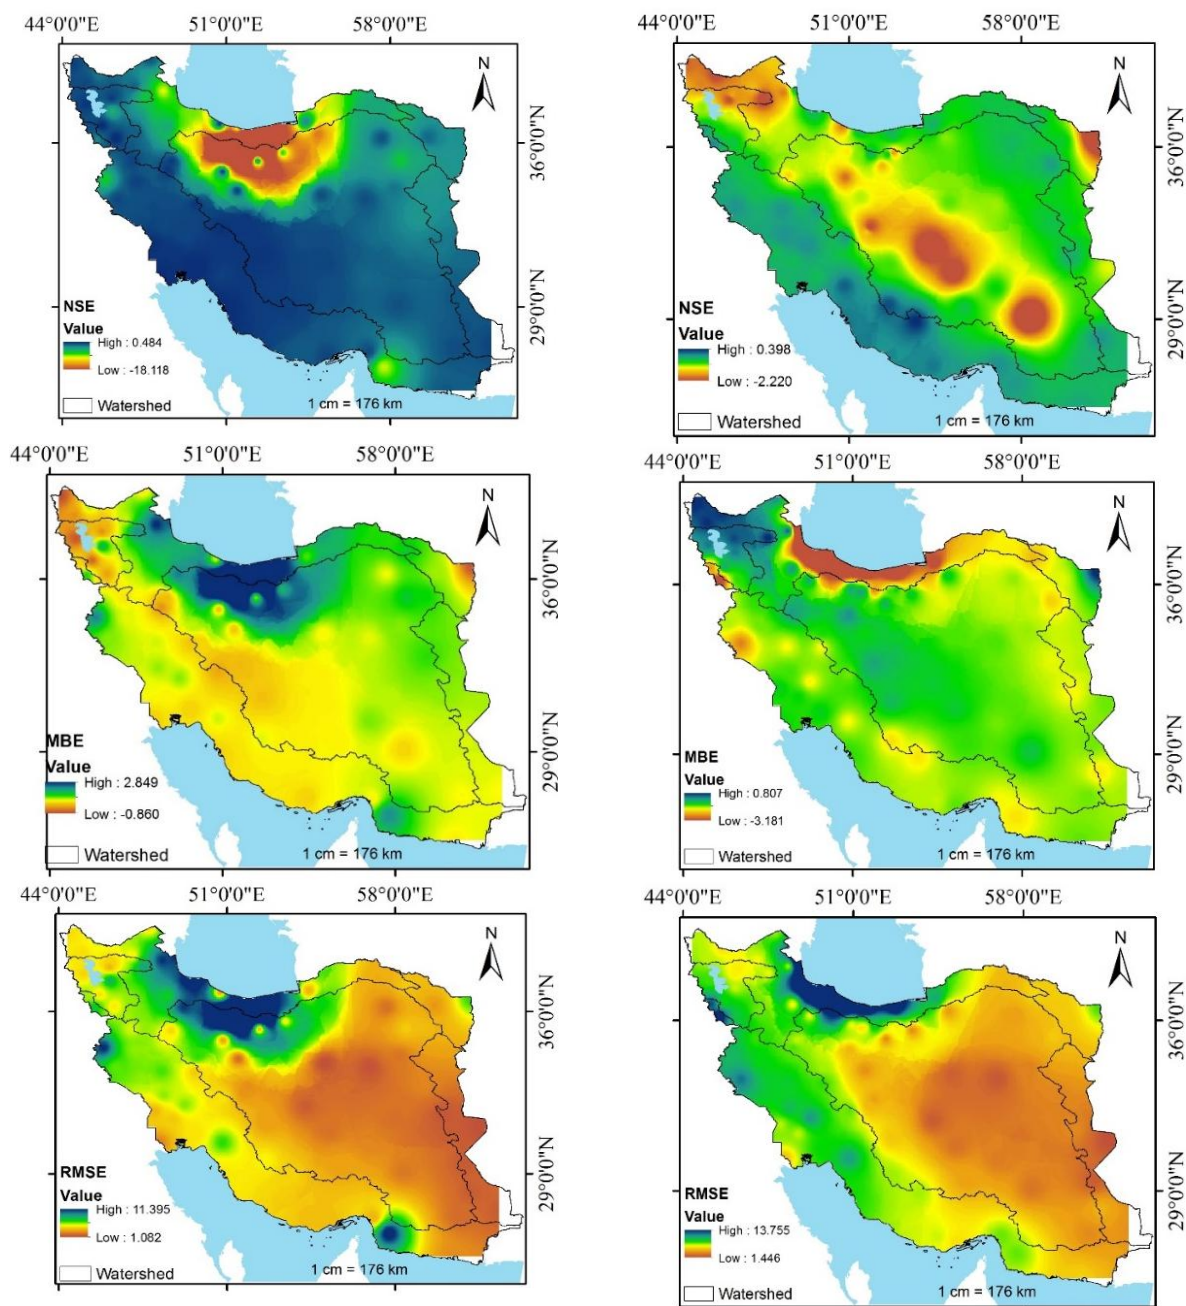 44°0'0"E 51°0'0"E 58°0'0"E
N
36°0'0"N
29°0'0"N
NSE
Value
High : 0.484
Low : -18.118
Watershed
1 cm = 176 km
51°0'0"E 58°0'0"E
44°0'0"E
N
36°0'0"N
29°0'0"N
NSE
Value
High : 0.398
Low : -2.220
Watershed
1 cm = 176 km
44°0'0"E 51°0'0"E 58°0'0"E
N
36°0'0"N
29°0'0"N
MBE
Value
High : 2.849
Low : -0.860
Watershed
1 cm = 176 km
44°0'0"E 51°0'0"E 58°0'0"E
N
36°0'0"N
29°0'0"N
MBE
Value
High : 0.807
Low : -3.181
Watershed
1 cm = 176 km
44°0'0"E 51°0'0"E 58°0'0"E
N
36°0'0"N
29°0'0"N
RMSE
Value
High : 11.395
Low : 1.082
Watershed
1 cm = 176 km
44°0'0"E 51°0'0"E 58°0'0"E
N
36°0'0"N
29°0'0"N
RMSE
Value
High : 13.755
Low : 1.446
Watershed
1 cm = 176 km